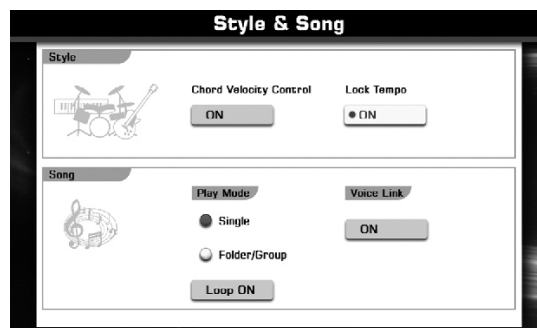 Style & Song
Style
Chord Velocity Control
Lock Tempo
ON
ON
Song
Play Mode
Voice Link
Single
ON
Folder/Group
Loop ON